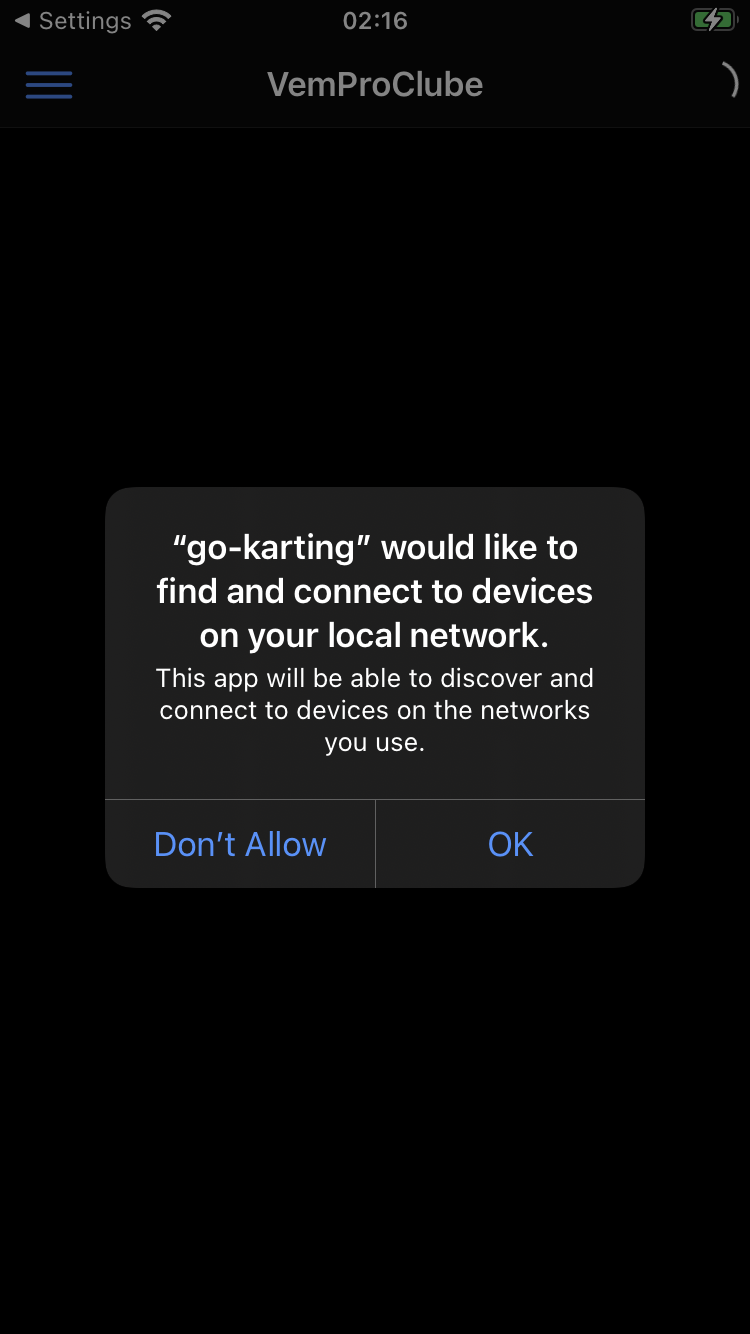 Settings
02:16
VemProClube
“go-karting” would like to
find and connect to devices
on your local network.
This app will be able to discover and
connect to devices on the networks
you use.
Don’t Allow
OK